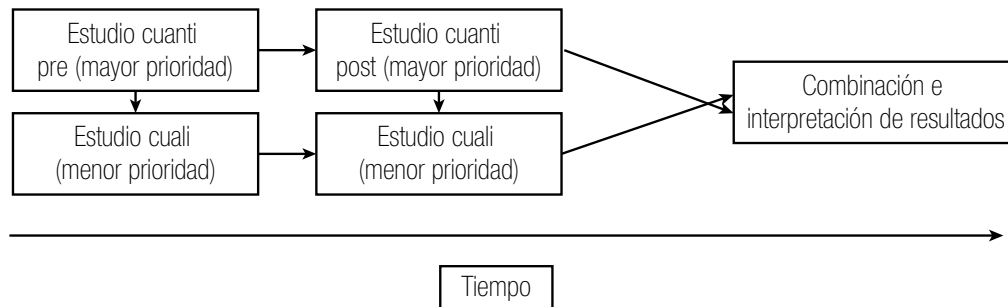 Estudio cuanti
pre (mayor prioridad)
Estudio cuanti
post (mayor prioridad)
Combinación e
interpretación de resultados
Estudio cuali
(menor prioridad)
Estudio cuali
(menor prioridad)
Tiempo